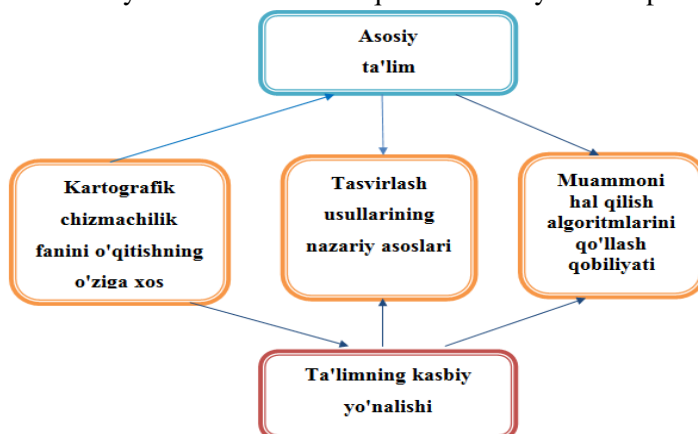 Asosiy
ta'lim
Kartografik
chizmachilik
fanini o'qitishning
o'ziga xos
Tasvirlash
usullarining
nazariy asoslari
Muammoni
hal qilish
algoritmlarini
qo'llash
qobiliyati
Ta'limning kasbiy
yo'nalishi